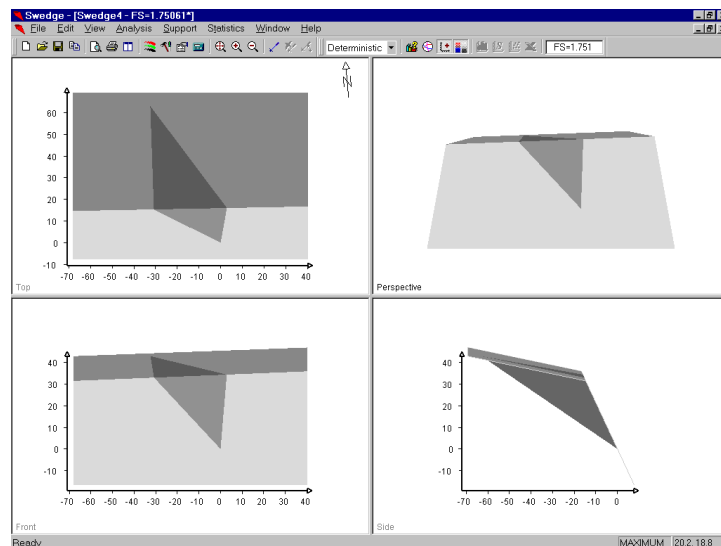 Swedge - [Swedge4 - FS=1.75061*]
File Edit View Analysis Support Statistics Window Help
Deterministic FS=1.751
N
60
50
40
30
20
10
0
-10
-70 -60 -50 -40 -30 -20 -10 0 10 20 30 40
Top
Perspective
40
30
20
10
0
-10
-70 -60 -50 -40 -30 -20 -10 0 10 20 30 40
Front
40
30
20
10
0
-10
-70 -60 -50 -40 -30 -20 -10 0
Side
Ready MAXIMUM 20.2, 18.8